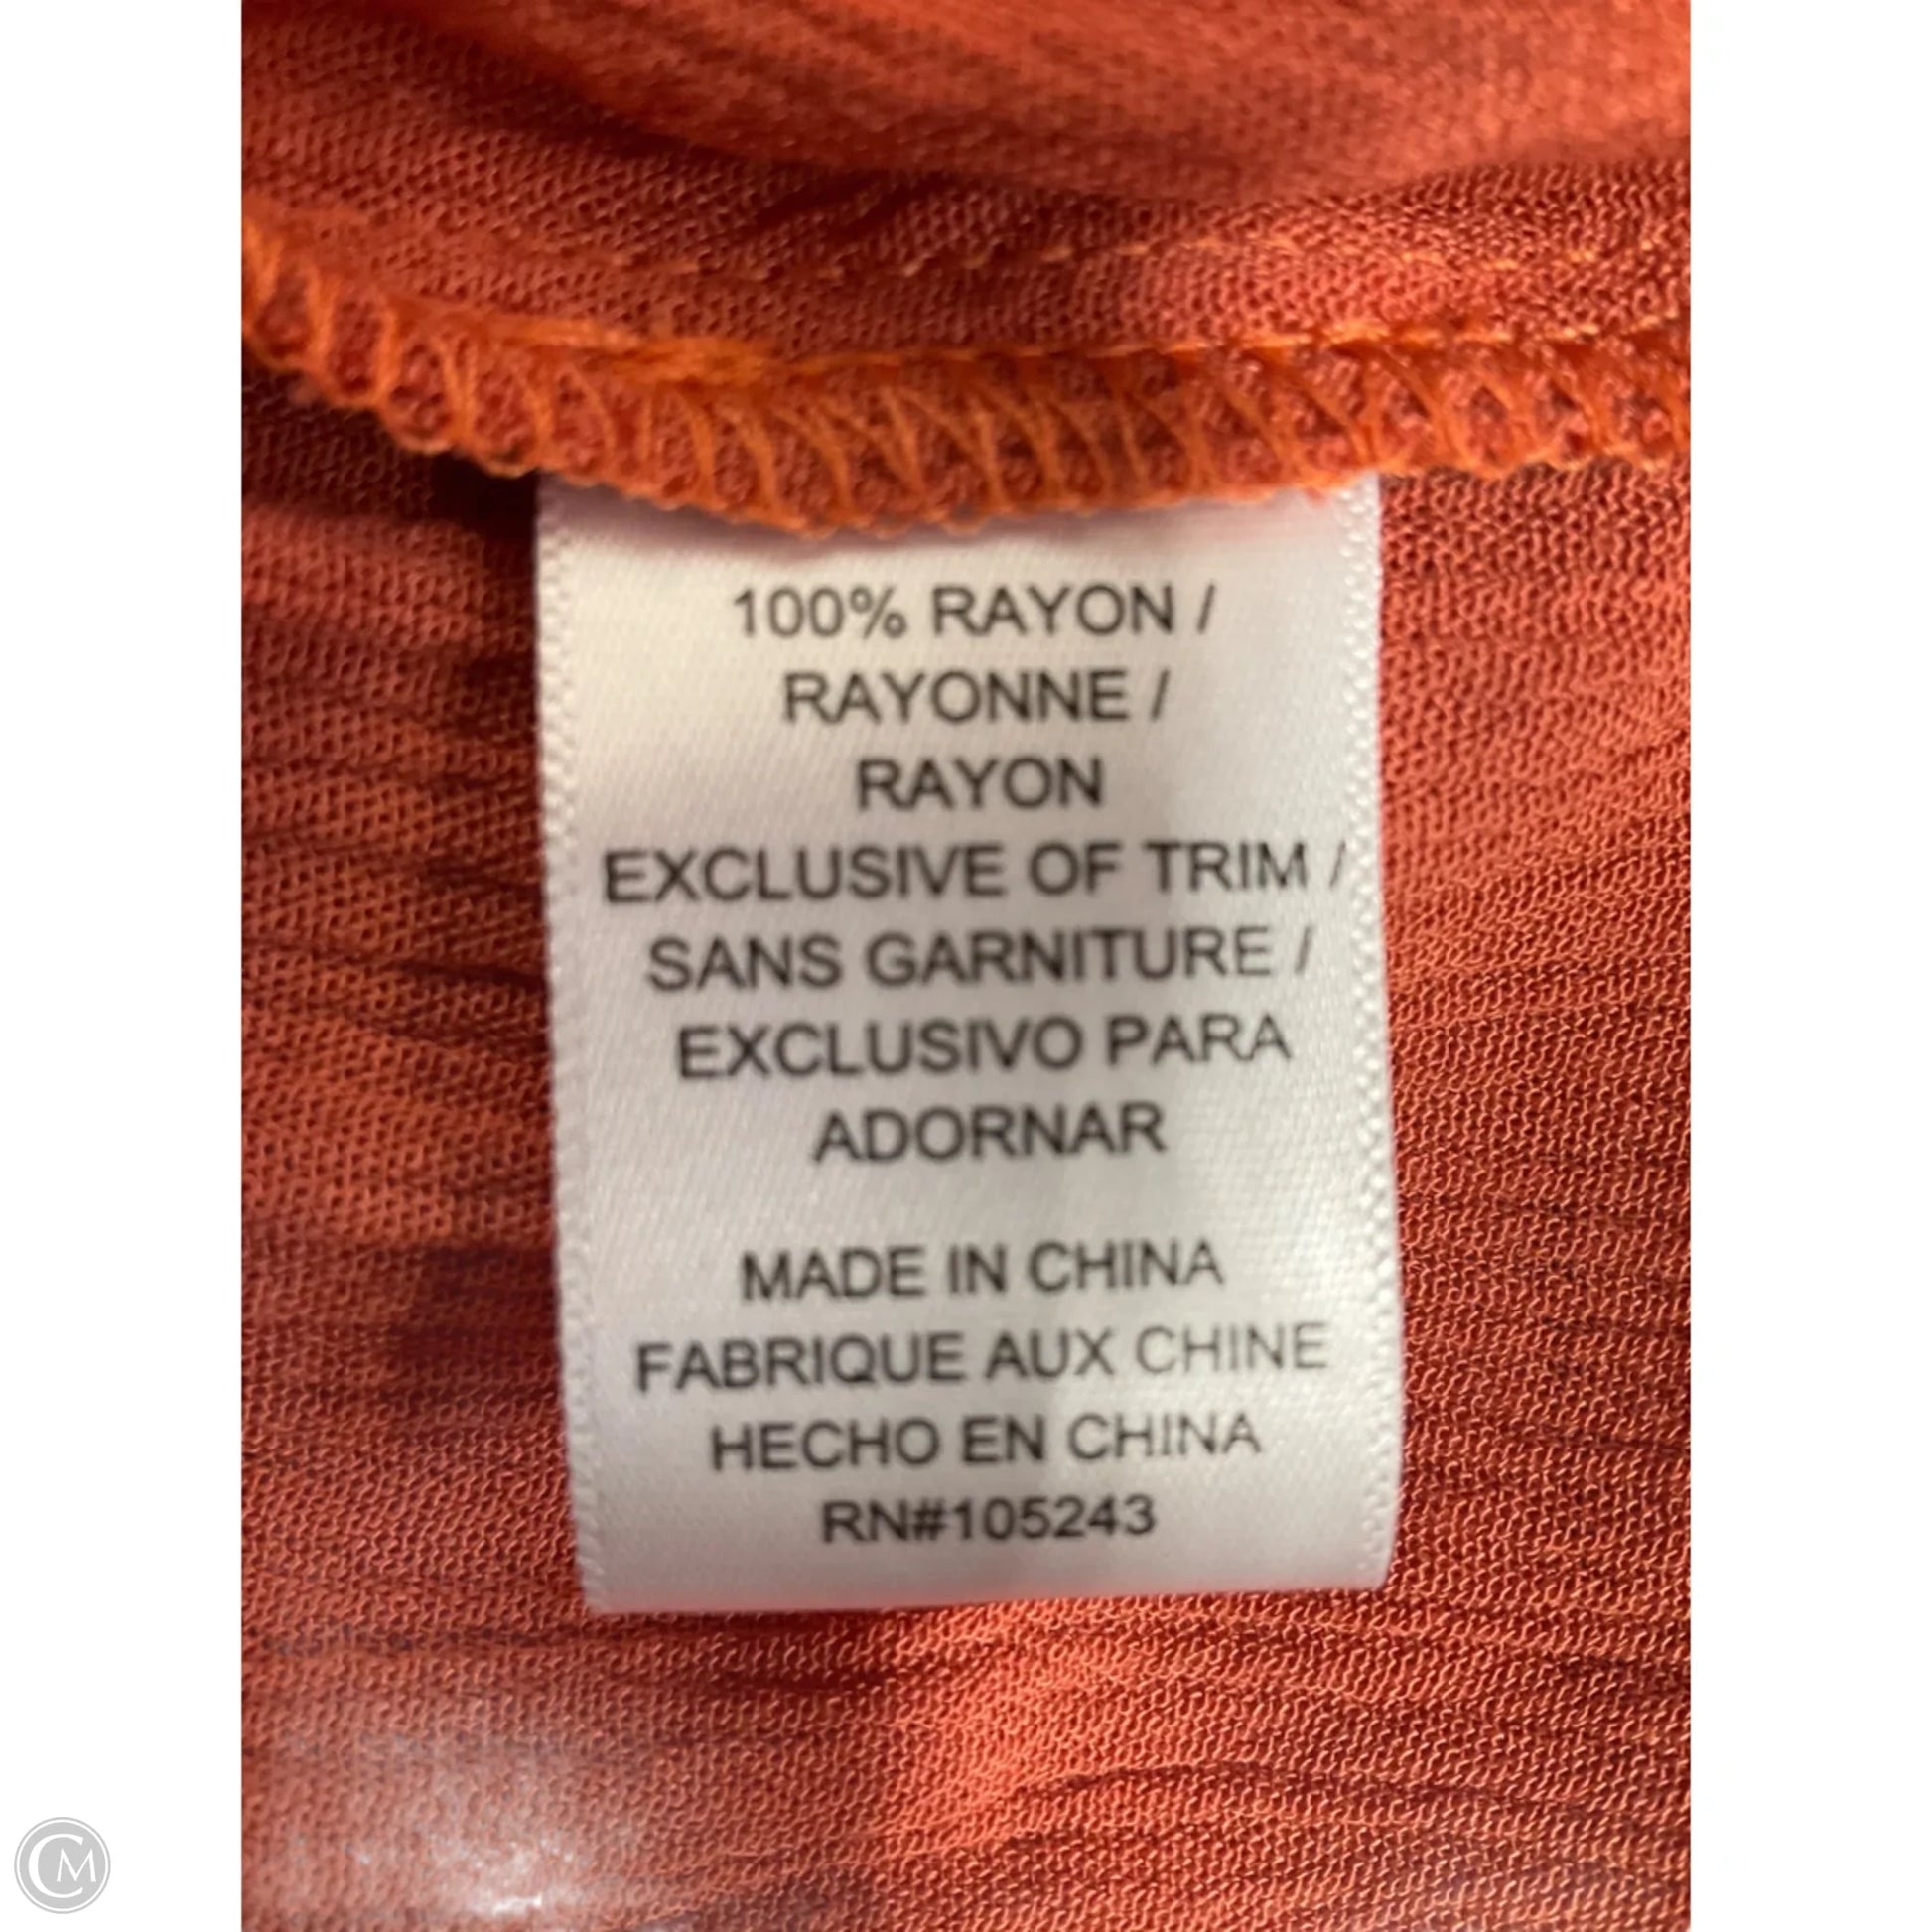 100% RAYON /
RAYONNE /
RAYON
EXCLUSIVE OF TRIM /
SANS GARNITURE /
EXCLUSIVO PARA
ADORNAR
MADE IN CHINA
FABRIQUE AUX CHINE
HECHO EN CHINA
RN#105243
CM